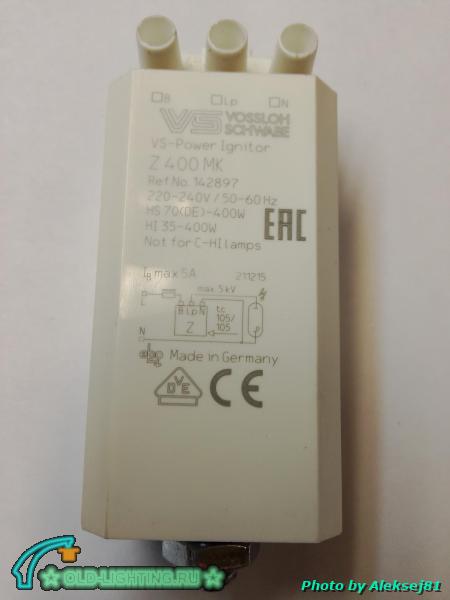 B Lp N
VS VOSSLOH
SCHWABE
VS-Power Ignitor
Z 400 MK
Ref No. 142897
220-240V / 50-60Hz
HS 70(DE)-400W
HI 35-400W
Not for C-HI lamps
EAC
IB max 5A 211215
max 5 kV
L
B Lp N
Z
tc
105/
105
N
Made in Germany
DVE
CE
OLD-LIGHTING.RU
Photo by Aleksej81